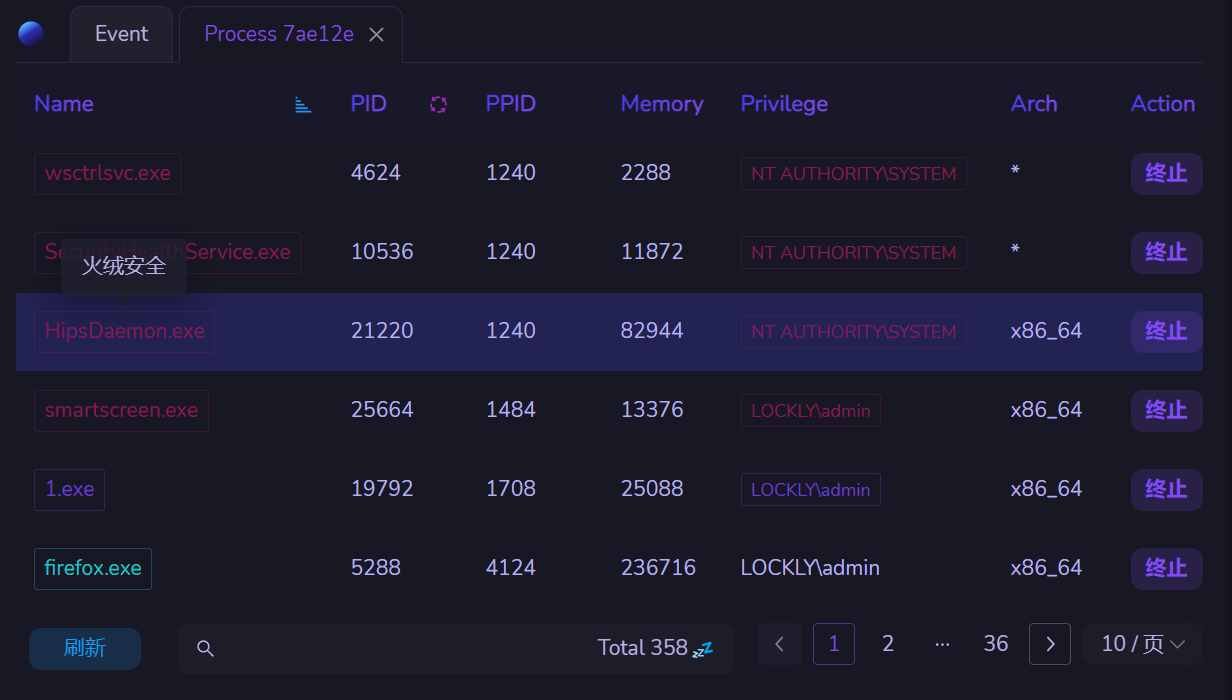 Event Process 7ae12e
Name PID PPID Memory Privilege Arch Action
wsctrlsvc.exe 4624 1240 2288 NT AUTHORITY\SYSTEM * 终止
SecurityHealthService.exe 10536 1240 11872 NT AUTHORITY\SYSTEM * 终止
火绒安全
HipsDaemon.exe 21220 1240 82944 NT AUTHORITY\SYSTEM x86_64 终止
smartscreen.exe 25664 1484 13376 LOCKLY\admin x86_64 终止
1.exe 19792 1708 25088 LOCKLY\admin x86_64 终止
firefox.exe 5288 4124 236716 LOCKLY\admin x86_64 终止
刷新 Total 358 💤 1 2 ··· 36 10 / 页